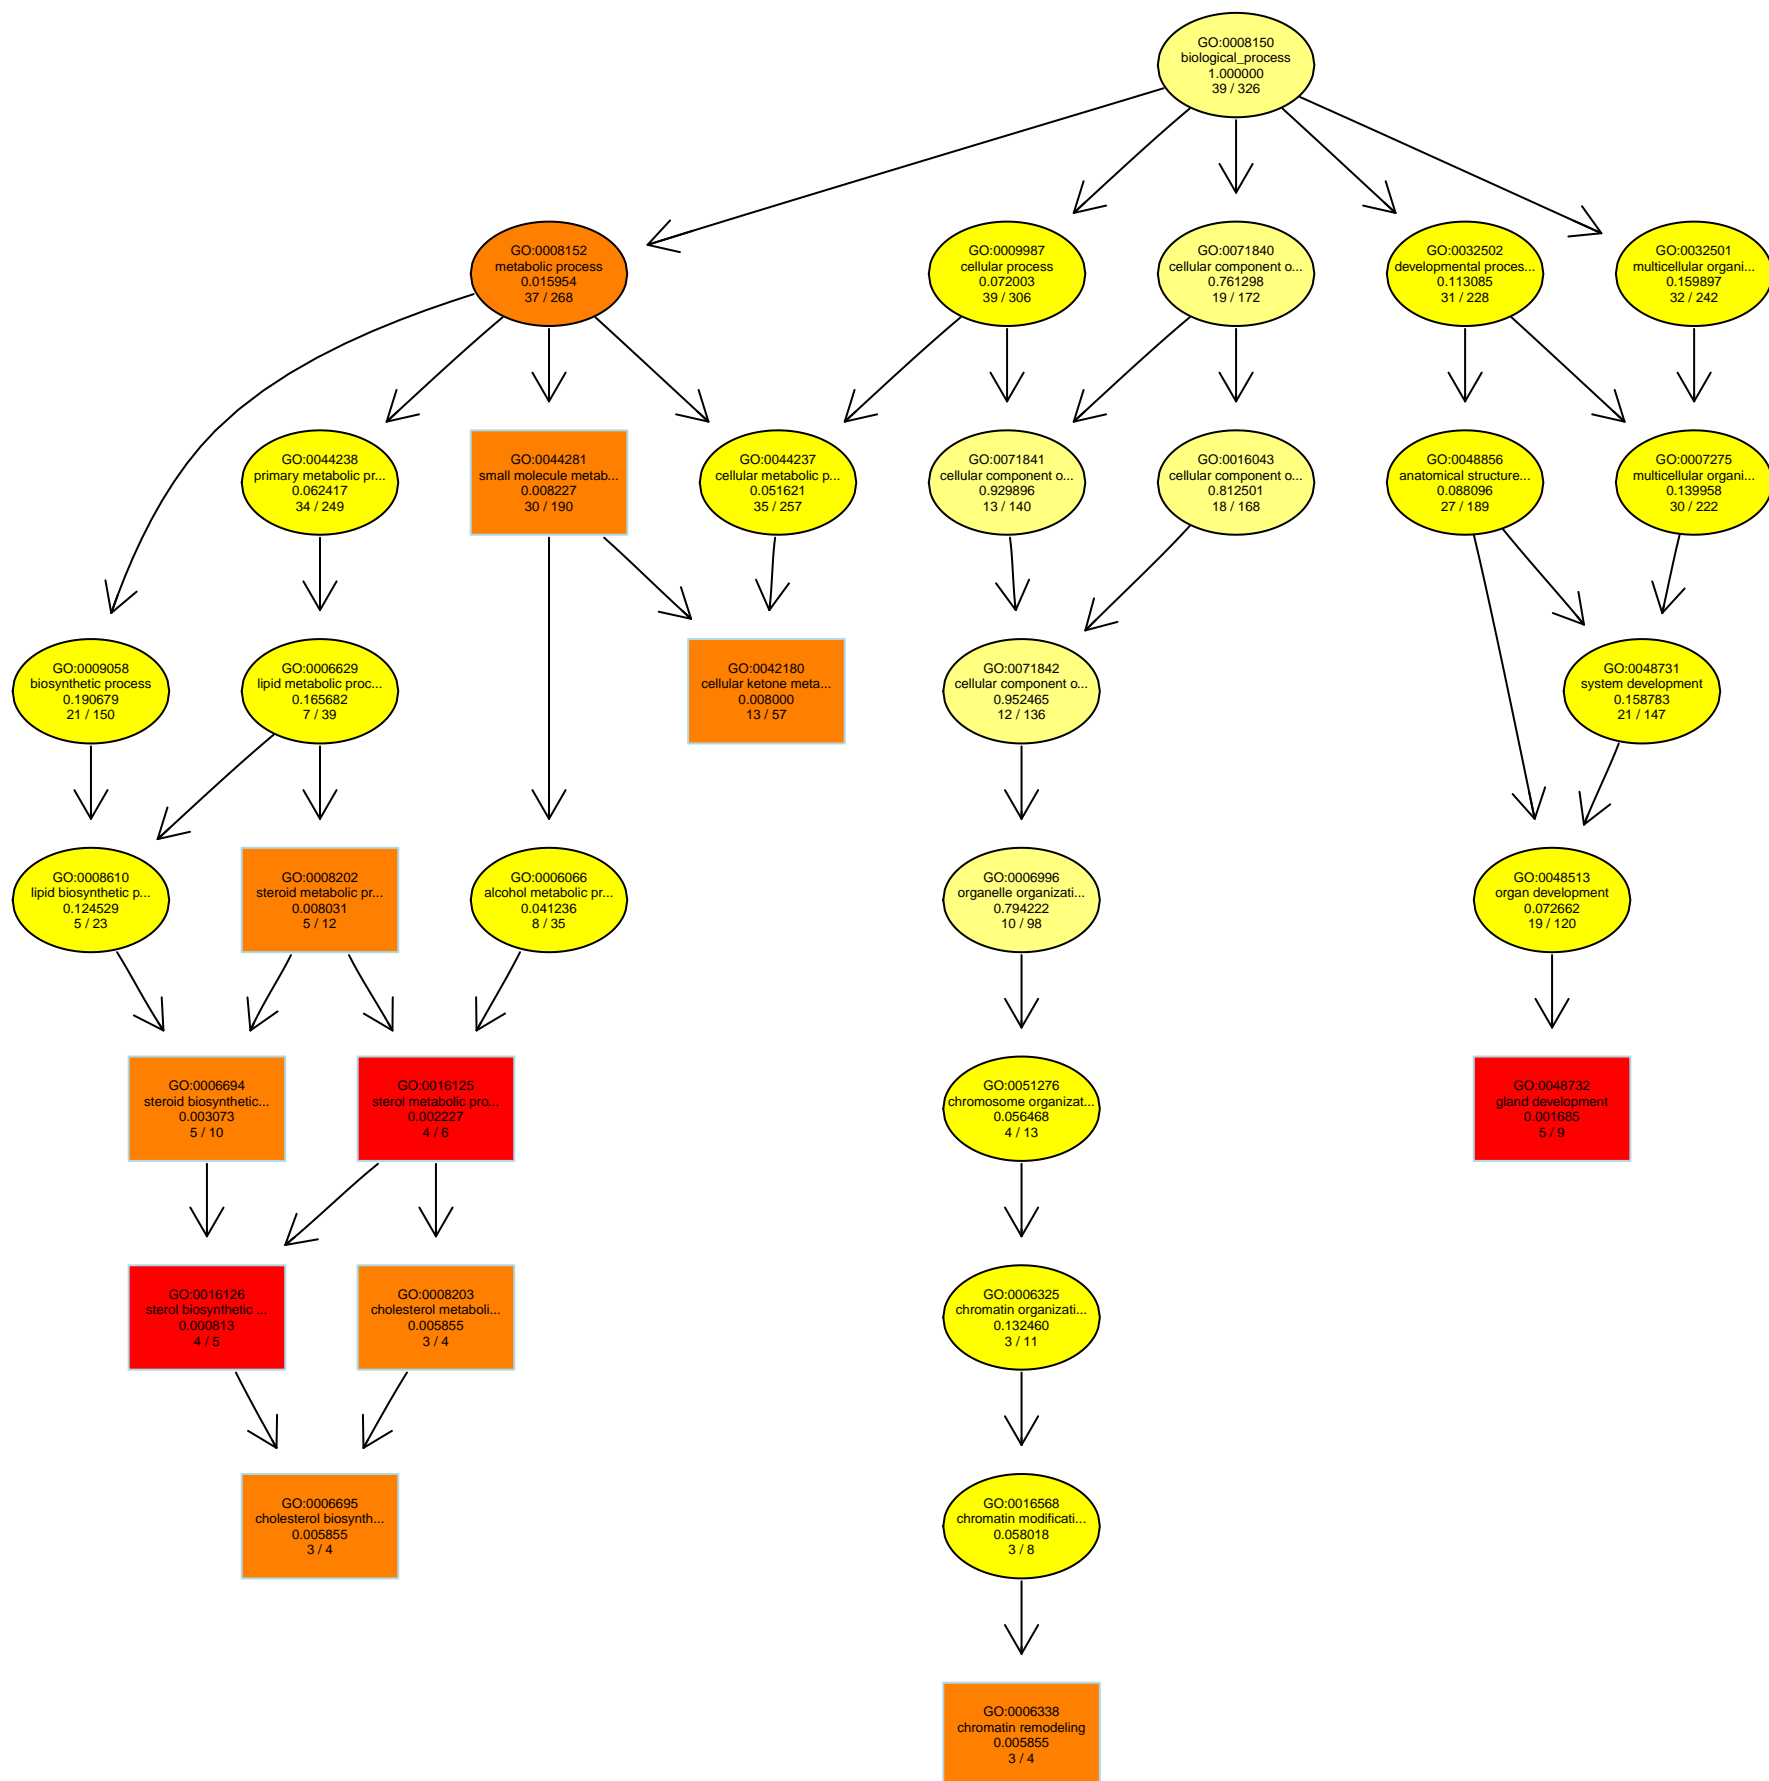 GO:0008150
biological_process
1.000000
39 / 326
GO:0008152
metabolic process
0.015954
37 / 268
GO:0009987
cellular process
0.072003
39 / 306
GO:0071840
cellular component o...
0.761298
19 / 172
GO:0032502
developmental proces...
0.113085
31 / 228
GO:0032501
multicellular organi...
0.159897
32 / 242
GO:0044238
primary metabolic pr...
0.062417
34 / 249
GO:0044281
small molecule metab...
0.008227
30 / 190
GO:0044237
cellular metabolic p...
0.051621
35 / 257
GO:0071841
cellular component o...
0.929896
13 / 140
GO:0016043
cellular component o...
0.812501
18 / 168
GO:0048856
anatomical structure...
0.088096
27 / 189
GO:0007275
multicellular organi...
0.139958
30 / 222
GO:0009058
biosynthetic process
0.190679
21 / 150
GO:0006629
lipid metabolic proc...
0.165682
7 / 39
GO:0042180
cellular ketone meta...
0.008000
13 / 57
GO:0071842
cellular component o...
0.952465
12 / 136
GO:0048731
system development
0.158783
21 / 147
GO:0008610
lipid biosynthetic p...
0.124529
5 / 23
GO:0008202
steroid metabolic pr...
0.008031
5 / 12
GO:0006066
alcohol metabolic pr...
0.041236
8 / 35
GO:0006996
organelle organizati...
0.794222
10 / 98
GO:0048513
organ development
0.072662
19 / 120
GO:0006694
steroid biosynthetic...
0.003073
5 / 10
GO:0016125
sterol metabolic pro...
0.002227
4 / 6
GO:0051276
chromosome organizat...
0.056468
4 / 13
GO:0048732
gland development
0.001685
5 / 9
GO:0016126
sterol biosynthetic ...
0.000813
4 / 5
GO:0008203
cholesterol metaboli...
0.005855
3 / 4
GO:0006325
chromatin organizati...
0.132460
3 / 11
GO:0006695
cholesterol biosynth...
0.005855
3 / 4
GO:0016568
chromatin modificati...
0.058018
3 / 8
GO:0006338
chromatin remodeling
0.005855
3 / 4